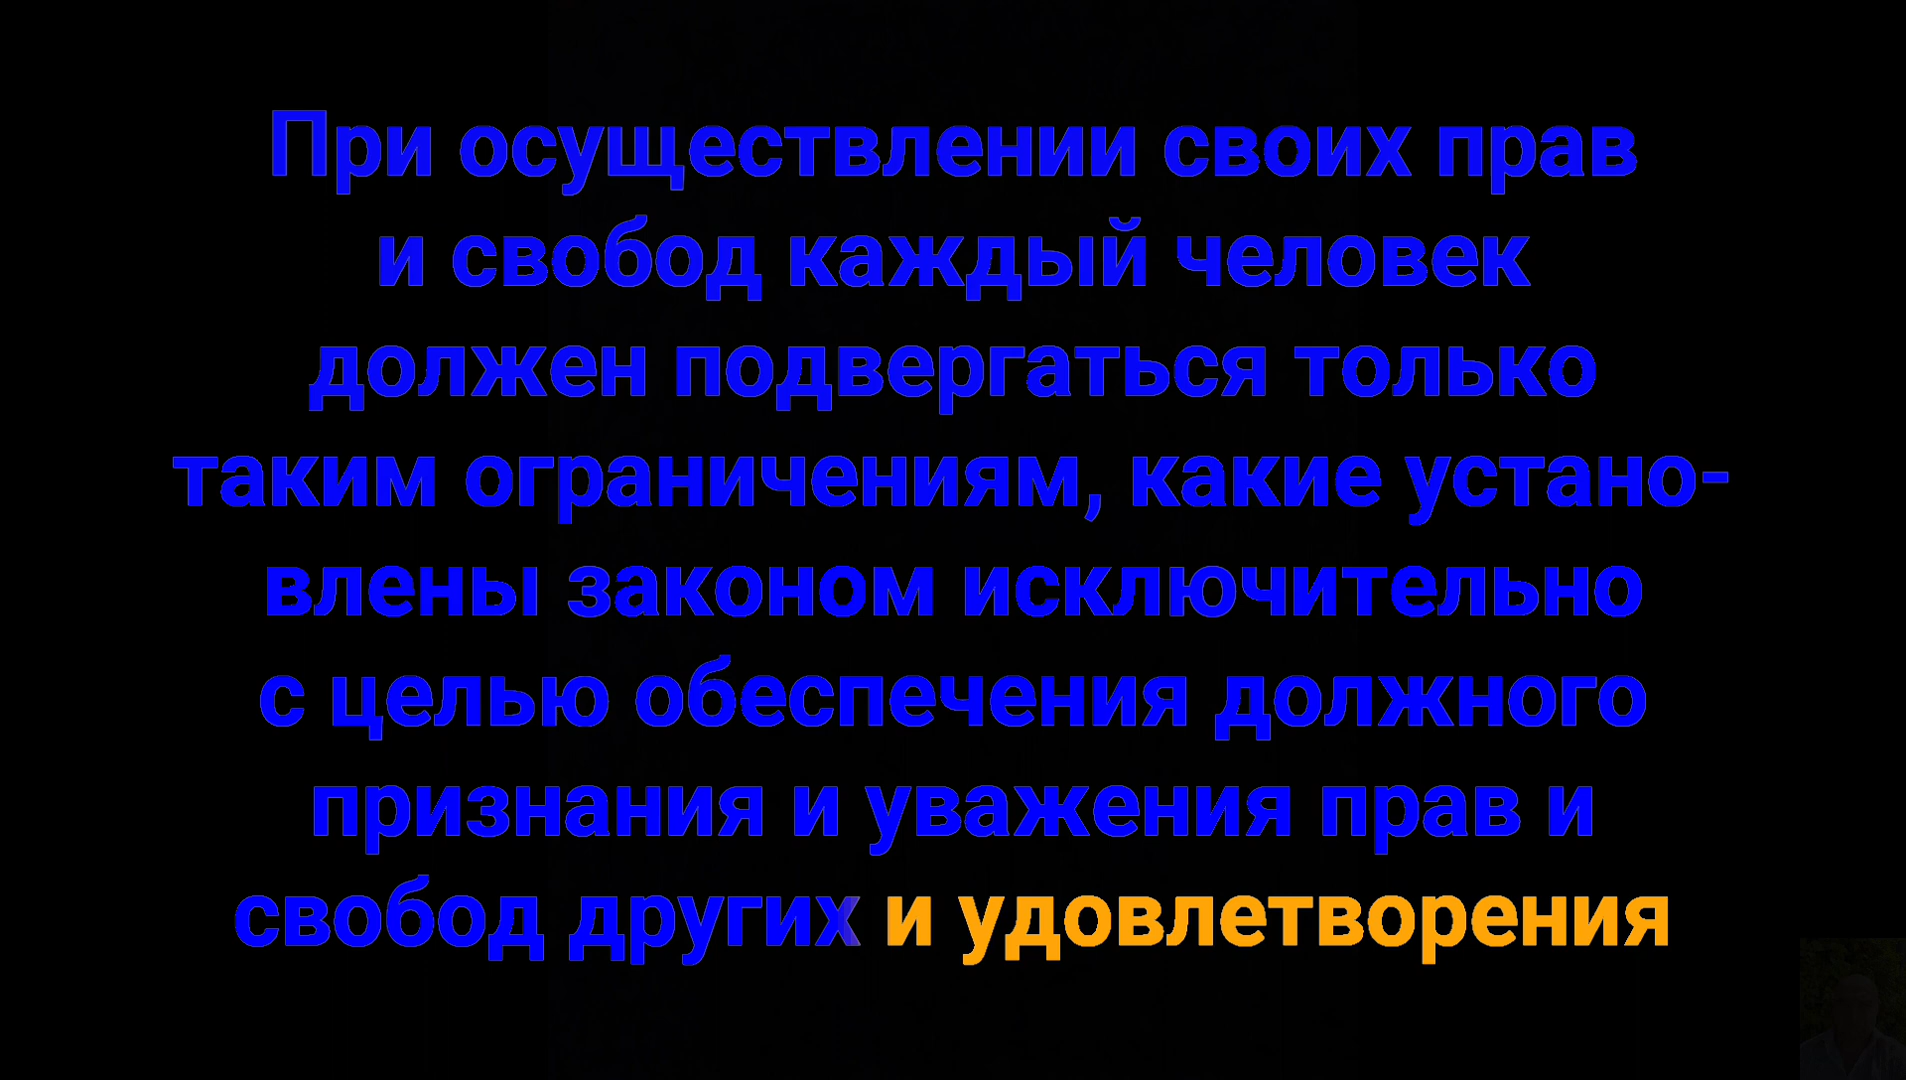 При осуществлении своих прав
и свобод каждый человек
должен подвергаться только
таким ограничениям, какие устано-
влены законом исключительно
с целью обеспечения должного
признания и уважения прав и
свобод других и удовлетворения